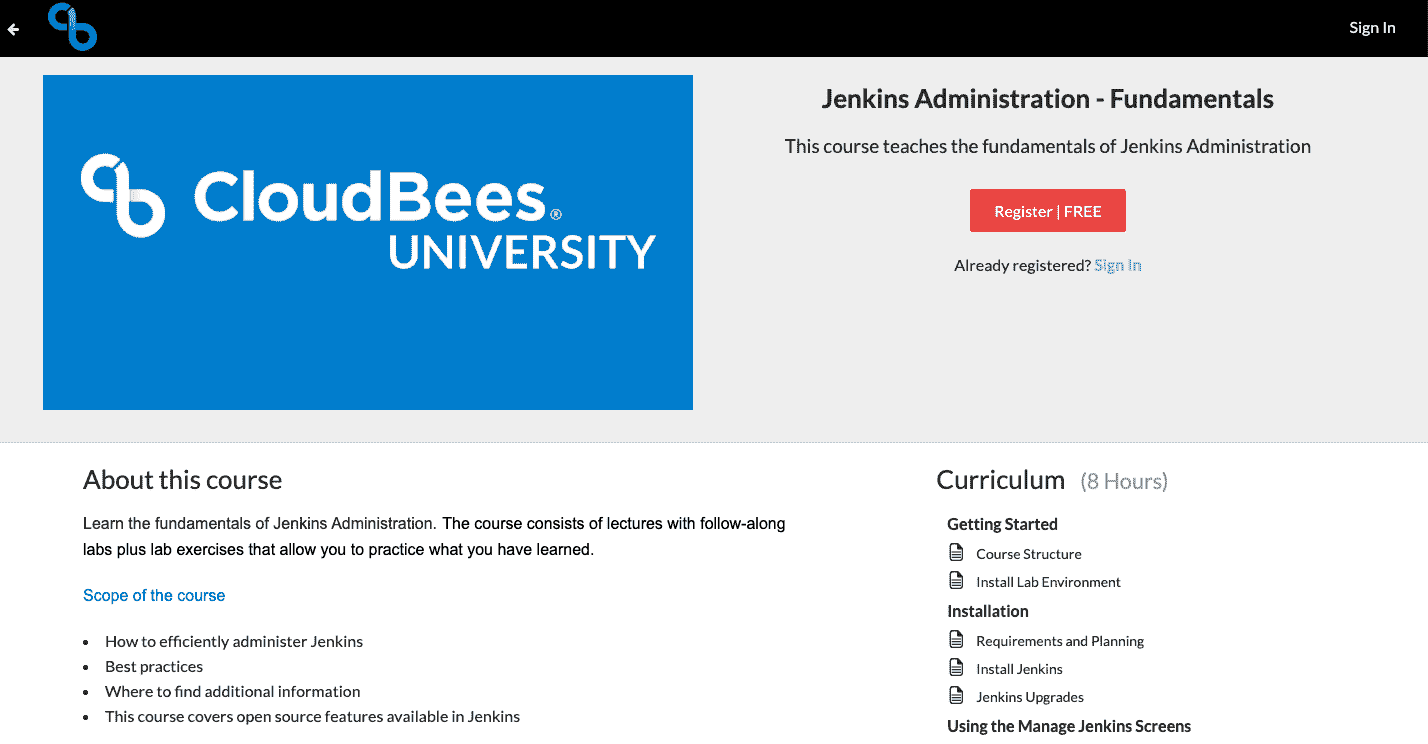 Sign In
CloudBees®
UNIVERSITY
Jenkins Administration - Fundamentals
This course teaches the fundamentals of Jenkins Administration
Register | FREE
Already registered? Sign In
About this course
Learn the fundamentals of Jenkins Administration. The course consists of lectures with follow-along
labs plus lab exercises that allow you to practice what you have learned.
Scope of the course
• How to efficiently administer Jenkins
• Best practices
• Where to find additional information
• This course covers open source features available in Jenkins
Curriculum (8 Hours)
Getting Started
Course Structure
Install Lab Environment
Installation
Requirements and Planning
Install Jenkins
Jenkins Upgrades
Using the Manage Jenkins Screens